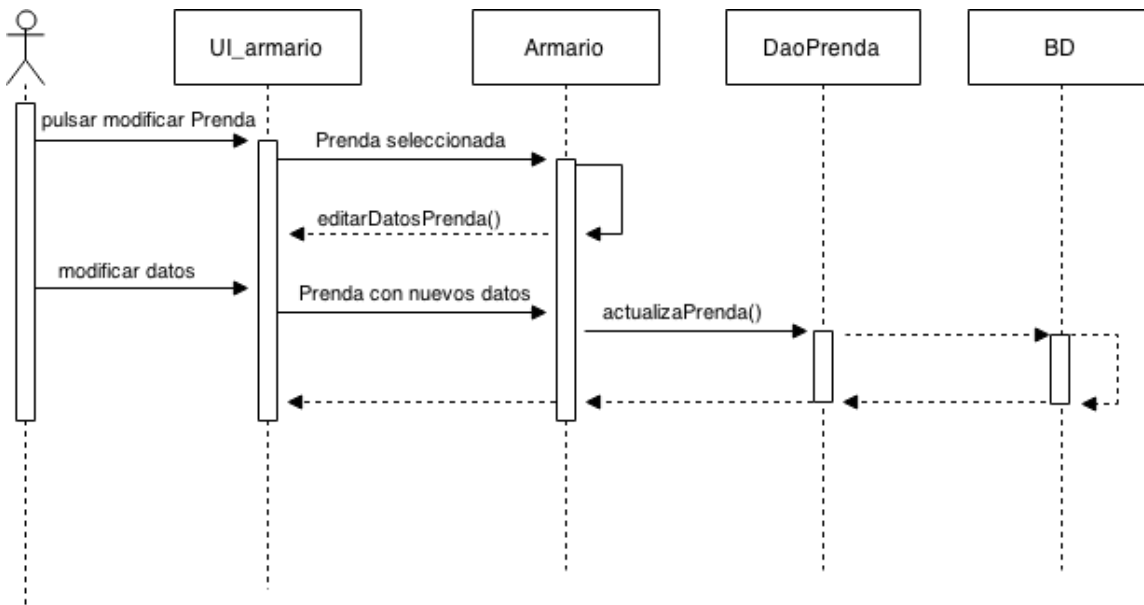 UI_armario
Armario
DaoPrenda
BD
pulsar modificar Prenda
Prenda seleccionada
editarDatosPrenda()
modificar datos
Prenda con nuevos datos
actualizaPrenda()